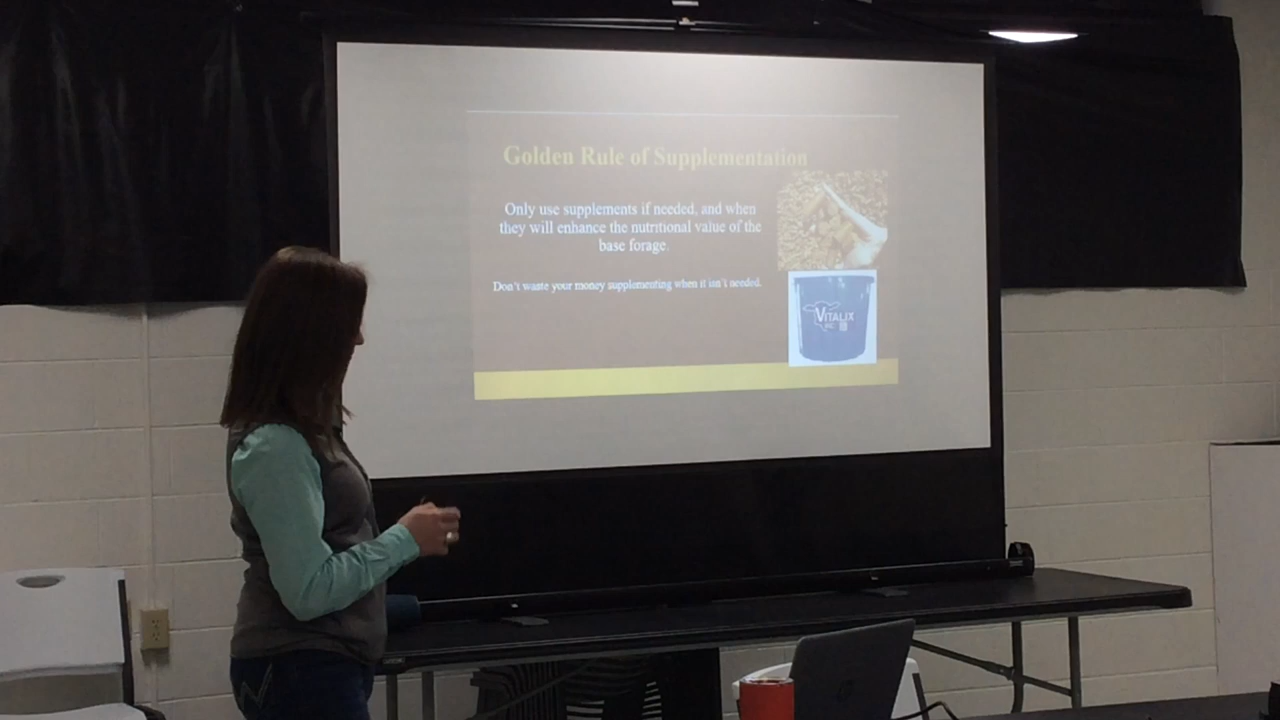 Golden Rule of Supplementation
Only use supplements if needed, and when
they will enhance the nutritional value of the
base forage.
Don't waste your money supplementing when it isn't needed.
VITALIX